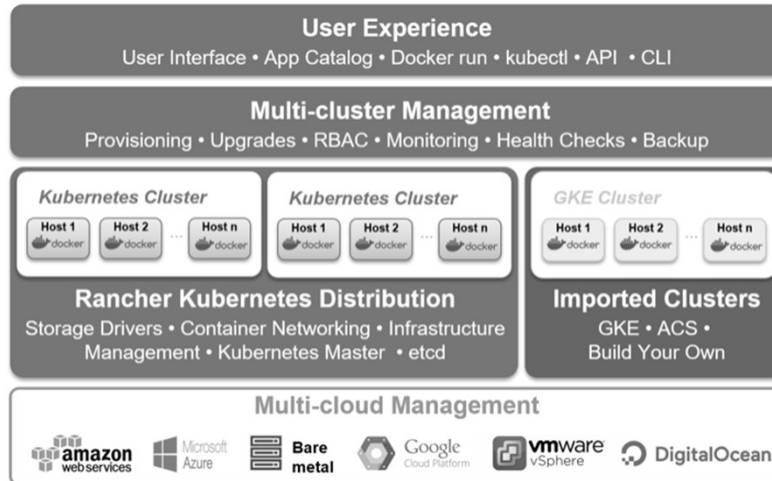 User Experience
User Interface • App Catalog • Docker run • kubectl • API • CLI
Multi-cluster Management
Provisioning • Upgrades • RBAC • Monitoring • Health Checks • Backup
Kubernetes Cluster
Host 1
docker
Host 2
docker
...
Host n
docker
Kubernetes Cluster
Host 1
docker
Host 2
docker
...
Host n
docker
GKE Cluster
Host 1
docker
Host 2
docker
...
Host n
docker
Rancher Kubernetes Distribution
Storage Drivers • Container Networking • Infrastructure
Management • Kubernetes Master • etcd
Imported Clusters
GKE • ACS •
Build Your Own
Multi-cloud Management
amazon
webservices
Microsoft
Azure
Bare
metal
Google
Cloud Platform
vmware
vSphere
DigitalOcean